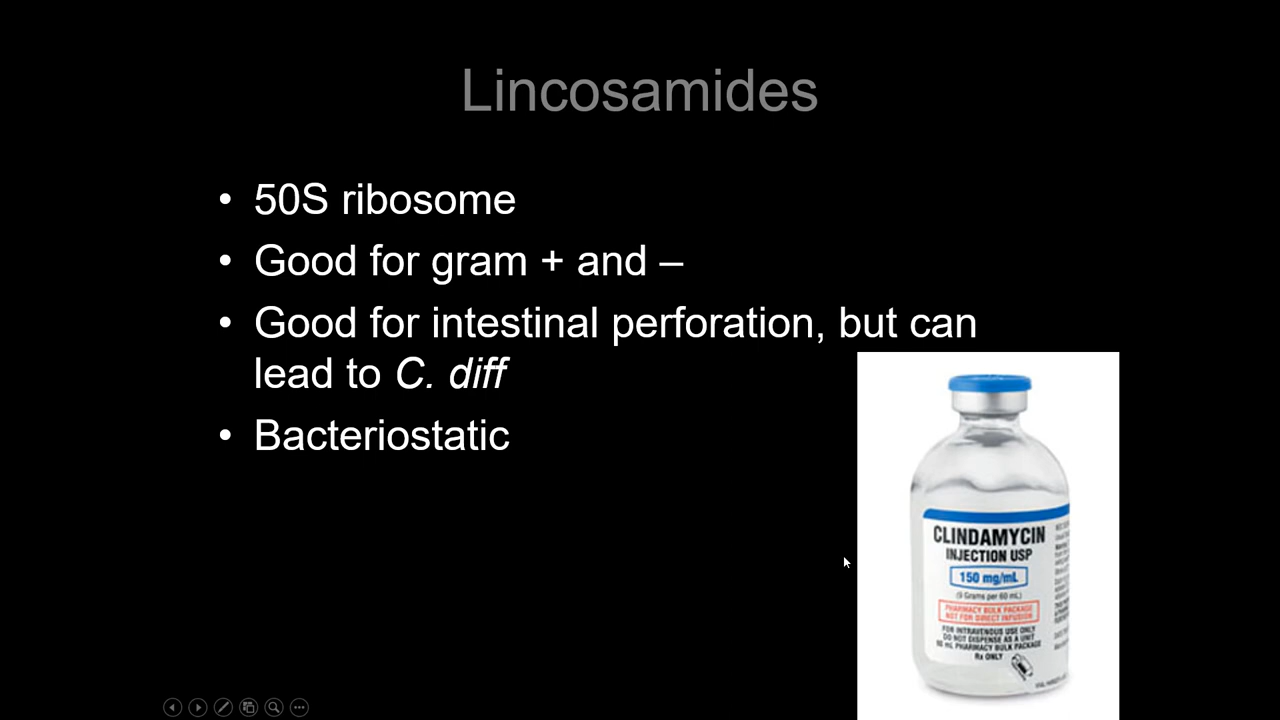 Lincosamides
• 50S ribosome
• Good for gram + and –
• Good for intestinal perforation, but can
lead to C. diff
• Bacteriostatic
CLINDAMYCIN
INJECTION USP
150 mg/mL
(9 Grams per 60 mL)
PHARMACY BULK PACKAGE
NOT FOR DIRECT INFUSION
FOR INTRAVENOUS USE ONLY
DO NOT DISPENSE AS A UNIT
60 mL PHARMACY BULK PACKAGE
Rx ONLY